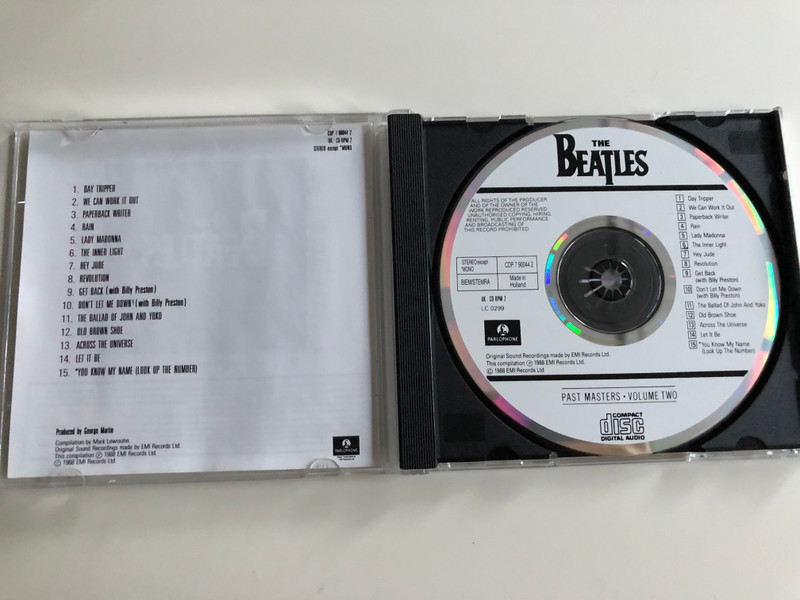 CDP 7 90044 2
UK: CD-BPM 2
STEREO except *MONO
1. DAY TRIPPER
2. WE CAN WORK IT OUT
3. PAPERBACK WRITER
4. RAIN
5. LADY MADONNA
6. THE INNER LIGHT
7. HEY JUDE
8. REVOLUTION
9. GET BACK (with Billy Preston)
10. DON'T LET ME DOWN! (with Billy Preston)
11. THE BALLAD OF JOHN AND YOKO
12. OLD BROWN SHOE
13. ACROSS THE UNIVERSE
14. LET IT BE
15. *YOU KNOW MY NAME (LOOK UP THE NUMBER)
Produced by George Martin
Compilation by Mark Lewisohn
Original Sound Recordings made by EMI Records Ltd.
This compilation ℗ 1988 EMI Records Ltd.
© 1988 EMI Records Ltd.
PARLOPHONE
THE
BEATLES
ALL RIGHTS OF THE PRODUCER
AND OF THE OWNER OF THE
WORK REPRODUCED RESERVED
UNAUTHORISED COPYING, HIRING,
RENTING, PUBLIC PERFORMANCE
AND BROADCASTING OF
THIS RECORD PROHIBITED
STEREO except
*MONO
CDP 7 90044 2
BIEM/STEMRA
Made in
Holland
UK: CD-BPM 2
LC 0299
PARLOPHONE
1 Day Tripper
2 We Can Work It Out
3 Paperback Writer
4 Rain
5 Lady Madonna
6 The Inner Light
7 Hey Jude
8 Revolution
9 Get Back
(with Billy Preston)
10 Don't Let Me Down
(with Billy Preston)
11 The Ballad Of John And Yoko
12 Old Brown Shoe
13 Across The Universe
14 Let It Be
15 *You Know My Name
(Look Up The Number)
Original Sound Recordings made by EMI Records Ltd.
This compilation ℗ 1988 EMI Records Ltd.
© 1988 EMI Records Ltd.
PAST MASTERS • VOLUME TWO
COMPACT
disc
DIGITAL AUDIO